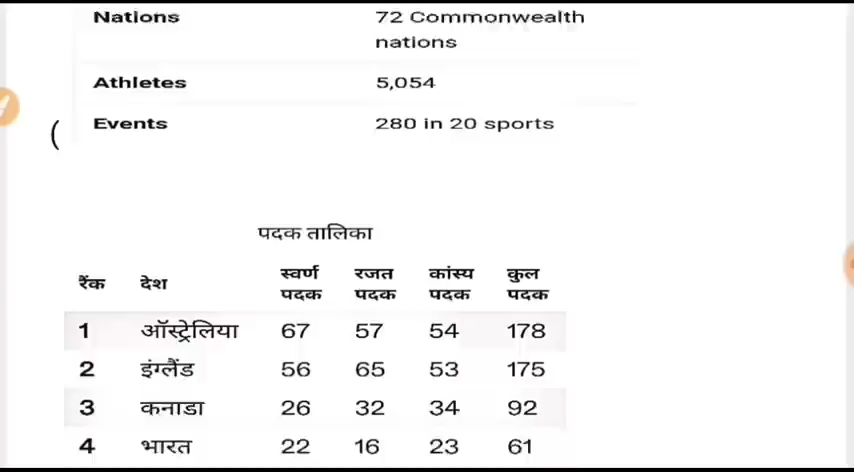 Nations 72 Commonwealth
nations
Athletes 5,054
( Events 280 in 20 sports
पदक तालिका
रैंक देश स्वर्ण पदक रजत पदक कांस्य पदक कुल पदक
1 ऑस्ट्रेलिया 67 57 54 178
2 इंग्लैंड 56 65 53 175
3 कनाडा 26 32 34 92
4 भारत 22 16 23 61